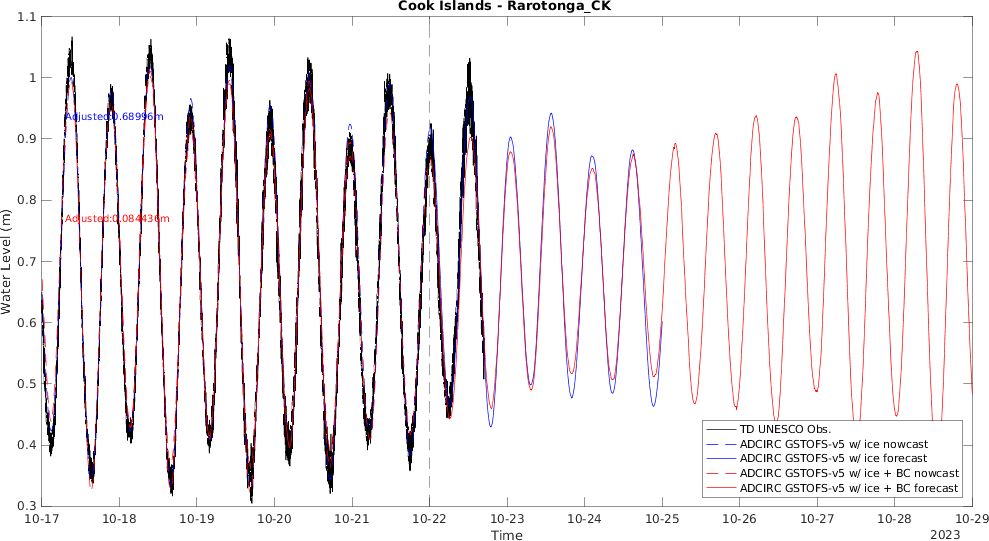 Cook Islands - Rarotonga_CK
1.1
1
0.9
0.8
0.7
0.6
0.5
0.4
0.3
Water Level (m)
Adjusted:0.68996m
Adjusted:0.084436m
TD UNESCO Obs.
ADCIRC GSTOFS-v5 w/ ice nowcast
ADCIRC GSTOFS-v5 w/ ice forecast
ADCIRC GSTOFS-v5 w/ ice + BC nowcast
ADCIRC GSTOFS-v5 w/ ice + BC forecast
10-17 10-18 10-19 10-20 10-21 10-22 10-23 10-24 10-25 10-26 10-27 10-28 10-29
Time
2023